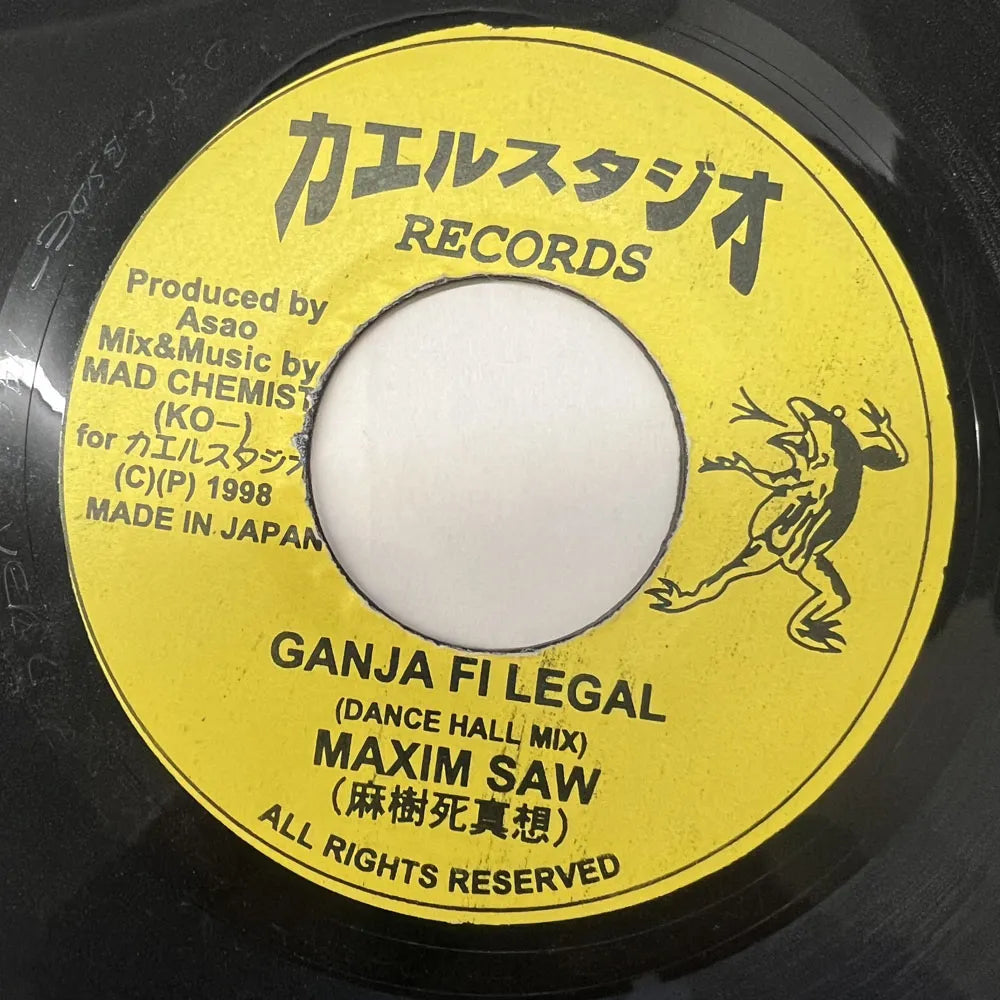 カエルスタジオ
RECORDS
Produced by
Asao
Mix&Music by
MAD CHEMIST
(KO—)
for カエルスタジオ
(C)(P) 1998
MADE IN JAPAN
GANJA FI LEGAL
(DANCE HALL MIX)
MAXIM SAW
(麻樹死真想)
ALL RIGHTS RESERVED